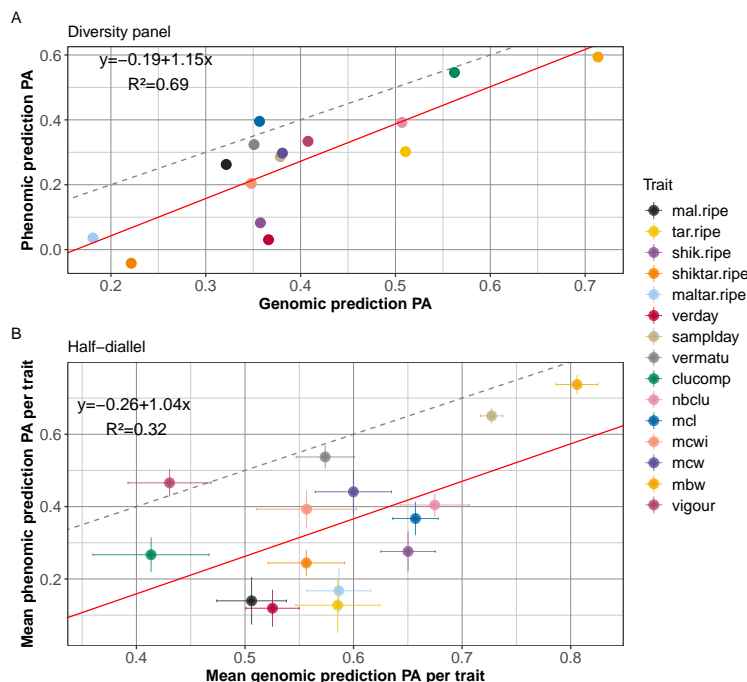 A
Diversity panel
y=−0.19+1.15x
R²=0.69
Phenomic prediction PA
0.6
0.4
0.2
0.0
0.2
0.3
0.4
0.5
0.6
0.7
Genomic prediction PA
B
Half−diallel
y=−0.26+1.04x
R²=0.32
Mean phenomic prediction PA per trait
0.6
0.4
0.2
0.4
0.5
0.6
0.7
0.8
Mean genomic prediction PA per trait
Trait
mal.ripe
tar.ripe
shik.ripe
shiktar.ripe
maltar.ripe
verday
samplday
vermatu
clucomp
nbclu
mcl
mcwi
mcw
mbw
vigour